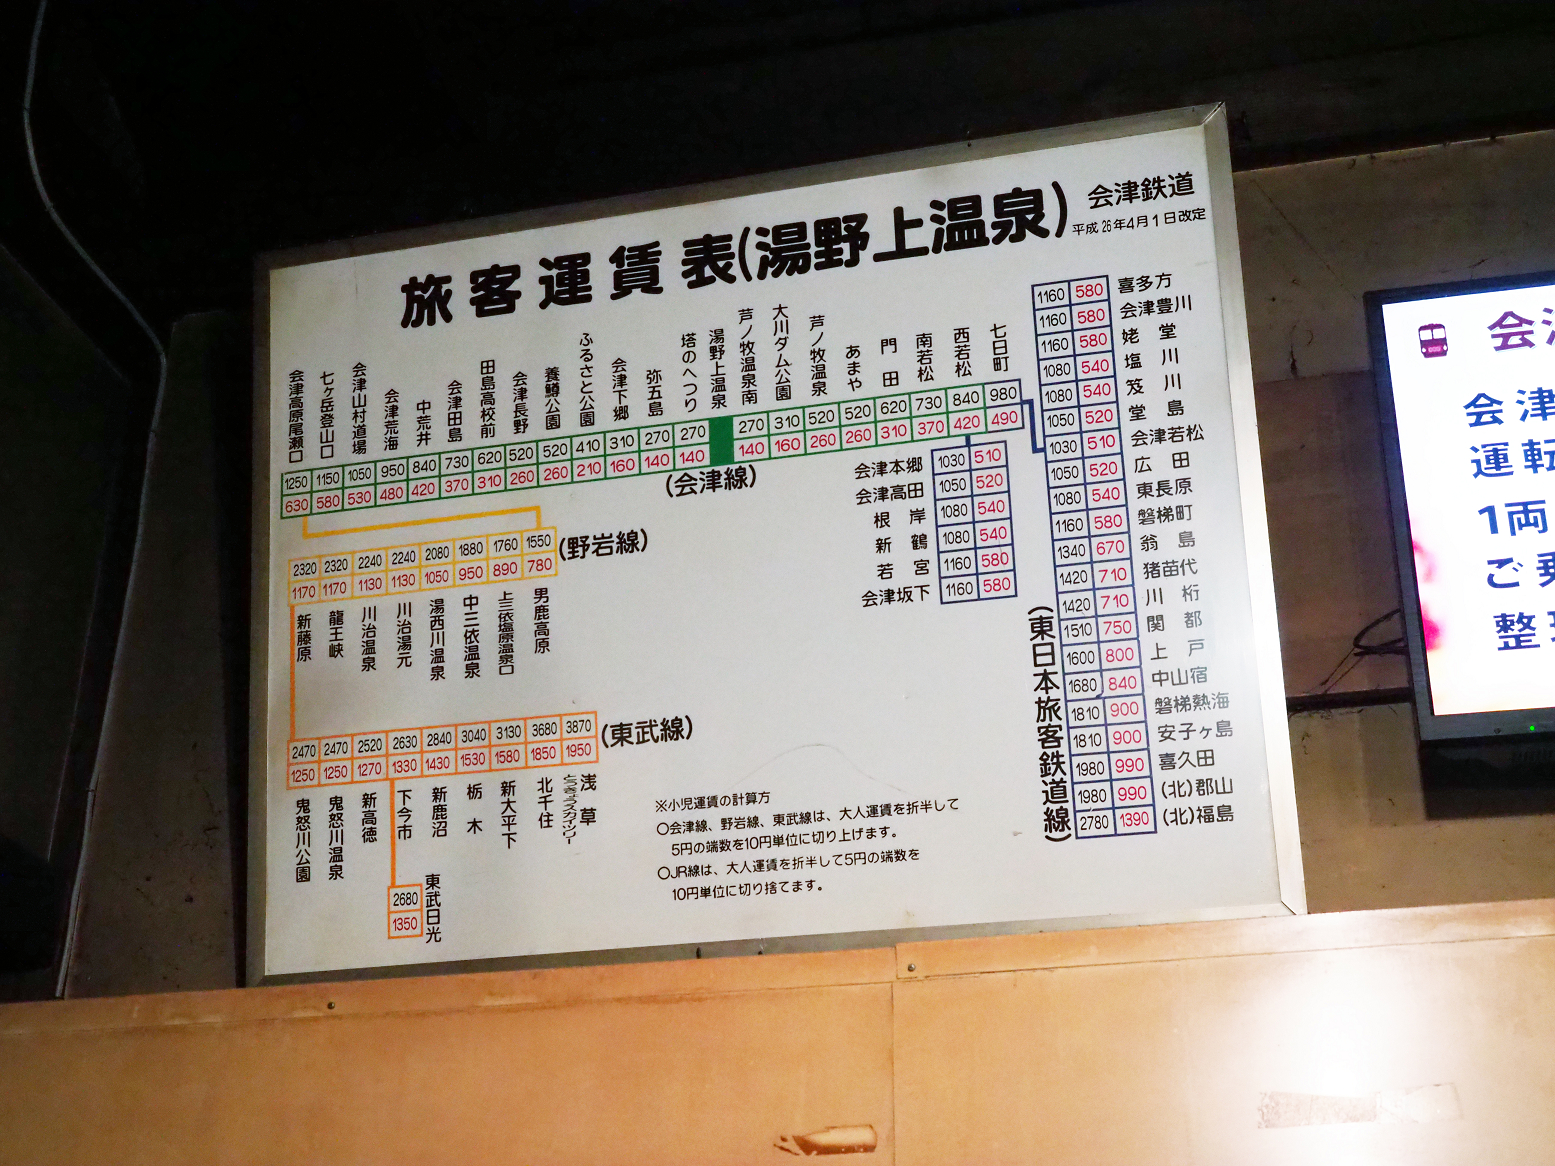 旅客運賃表(湯野上温泉)
会津鉄道
平成26年4月1日改定
会津高原尾瀬口 七ヶ岳登山口 会津山村道場 会津荒海 中荒井 会津田島 田島高校前 会津長野 養鱒公園 ふるさと公園 会津下郷 弥五島 塔のへつり 湯野上温泉 芦ノ牧温泉南 大川ダム公園 芦ノ牧温泉 あまや 門田 南若松 西若松 七日町
1250 1150 1050 950 840 730 620 520 520 410 310 270 270 270 310 520 520 620 730 840 980
630 580 530 480 420 370 310 260 260 210 160 140 140 140 160 260 260 310 370 420 490
(会津線)
2320 2320 2240 2240 2080 1880 1760 1550
1170 1170 1130 1130 1050 950 890 780
(野岩線)
新藤原 龍王峡 川治温泉 川治湯元 湯西川温泉 中三依温泉 上三依塩原温泉口 男鹿高原
2470 2470 2520 2630 2840 3040 3130 3680 3870
1250 1250 1270 1330 1430 1530 1580 1850 1950
(東武線)
鬼怒川公園 鬼怒川温泉 新高徳 下今市 新鹿沼 栃木 新大平下 北千住 とうきょうスカイツリー 浅草
2680
1350
東武日光
会津本郷 1030 510
会津高田 1050 520
根岸 1080 540
新鶴 1080 540
若宮 1160 580
会津坂下 1160 580
1160 580 喜多方
1160 580 会津豊川
1160 580 姥堂
1080 540 塩川
1080 540 笈川
1050 520 堂島
1030 510 会津若松
1050 520 広田
1080 540 東長原
1160 580 磐梯町
1340 670 翁島
1420 710 猪苗代
1420 710 川桁
1510 750 関都
1600 800 上戸
1680 840 中山宿
1810 900 磐梯熱海
1810 900 安子ヶ島
1980 990 喜久田
1980 990 (北)郡山
2780 1390 (北)福島
(東日本旅客鉄道線)
※小児運賃の計算方
○会津線、野岩線、東武線は、大人運賃を折半して
5円の端数を10円単位に切り上げます。
○JR線は、大人運賃を折半して5円の端数を
10円単位に切り捨てます。
会津
会津
運転
1両
ご乗
整理